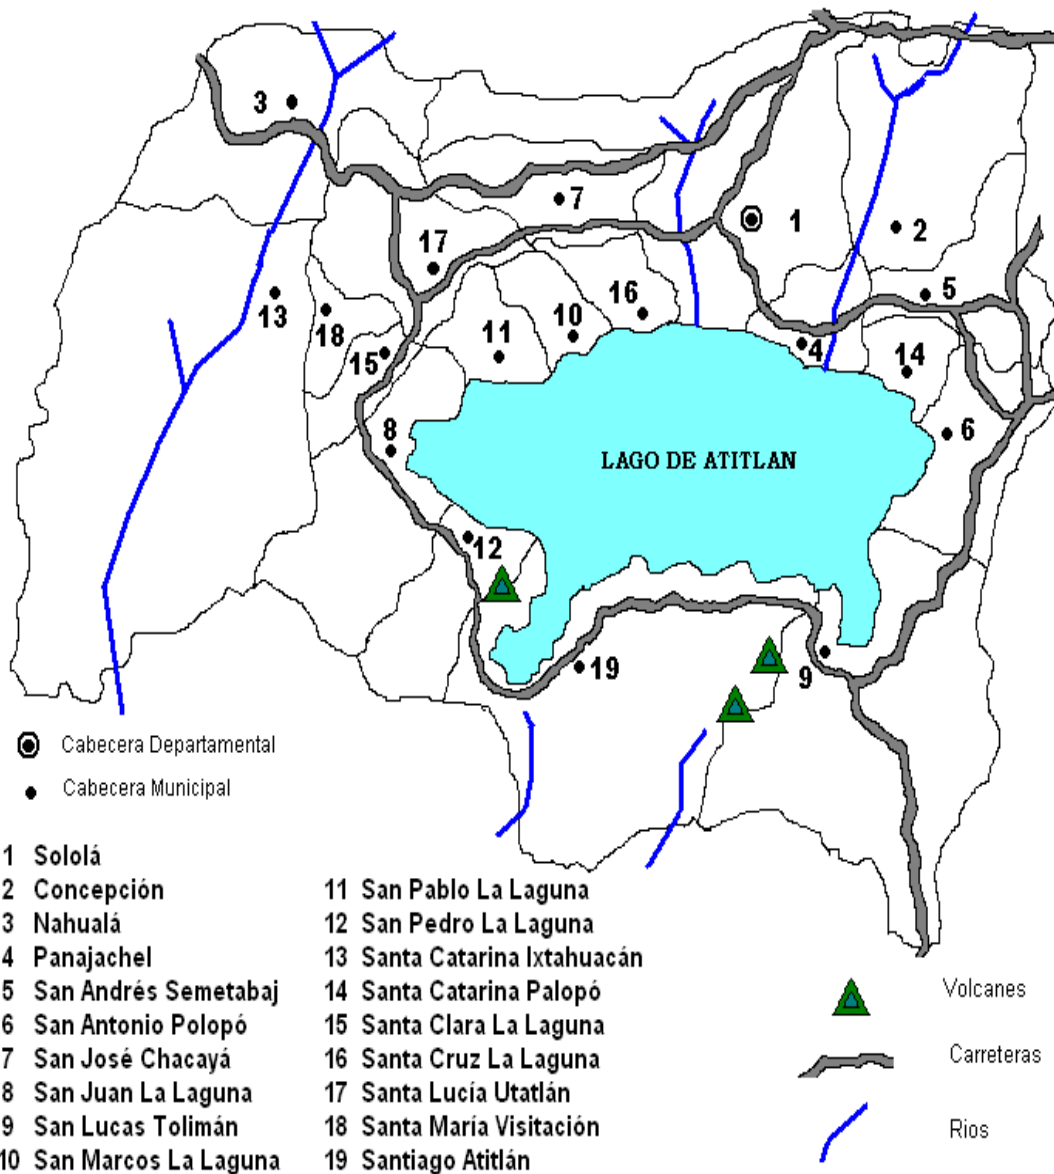 3
7
1
2
17
5
13
18
16
10
11
4
14
15
8
6
LAGO DE ATITLAN
12
19
9
Cabecera Departamental
Cabecera Municipal
1 Sololá
2 Concepción
3 Nahualá
4 Panajachel
5 San Andrés Semetabaj
6 San Antonio Polopó
7 San José Chacayá
8 San Juan La Laguna
9 San Lucas Tolimán
10 San Marcos La Laguna
11 San Pablo La Laguna
12 San Pedro La Laguna
13 Santa Catarina Ixtahuacán
14 Santa Catarina Palopó
15 Santa Clara La Laguna
16 Santa Cruz La Laguna
17 Santa Lucía Utatlán
18 Santa María Visitación
19 Santiago Atitlán
Volcanes
Carreteras
Rios